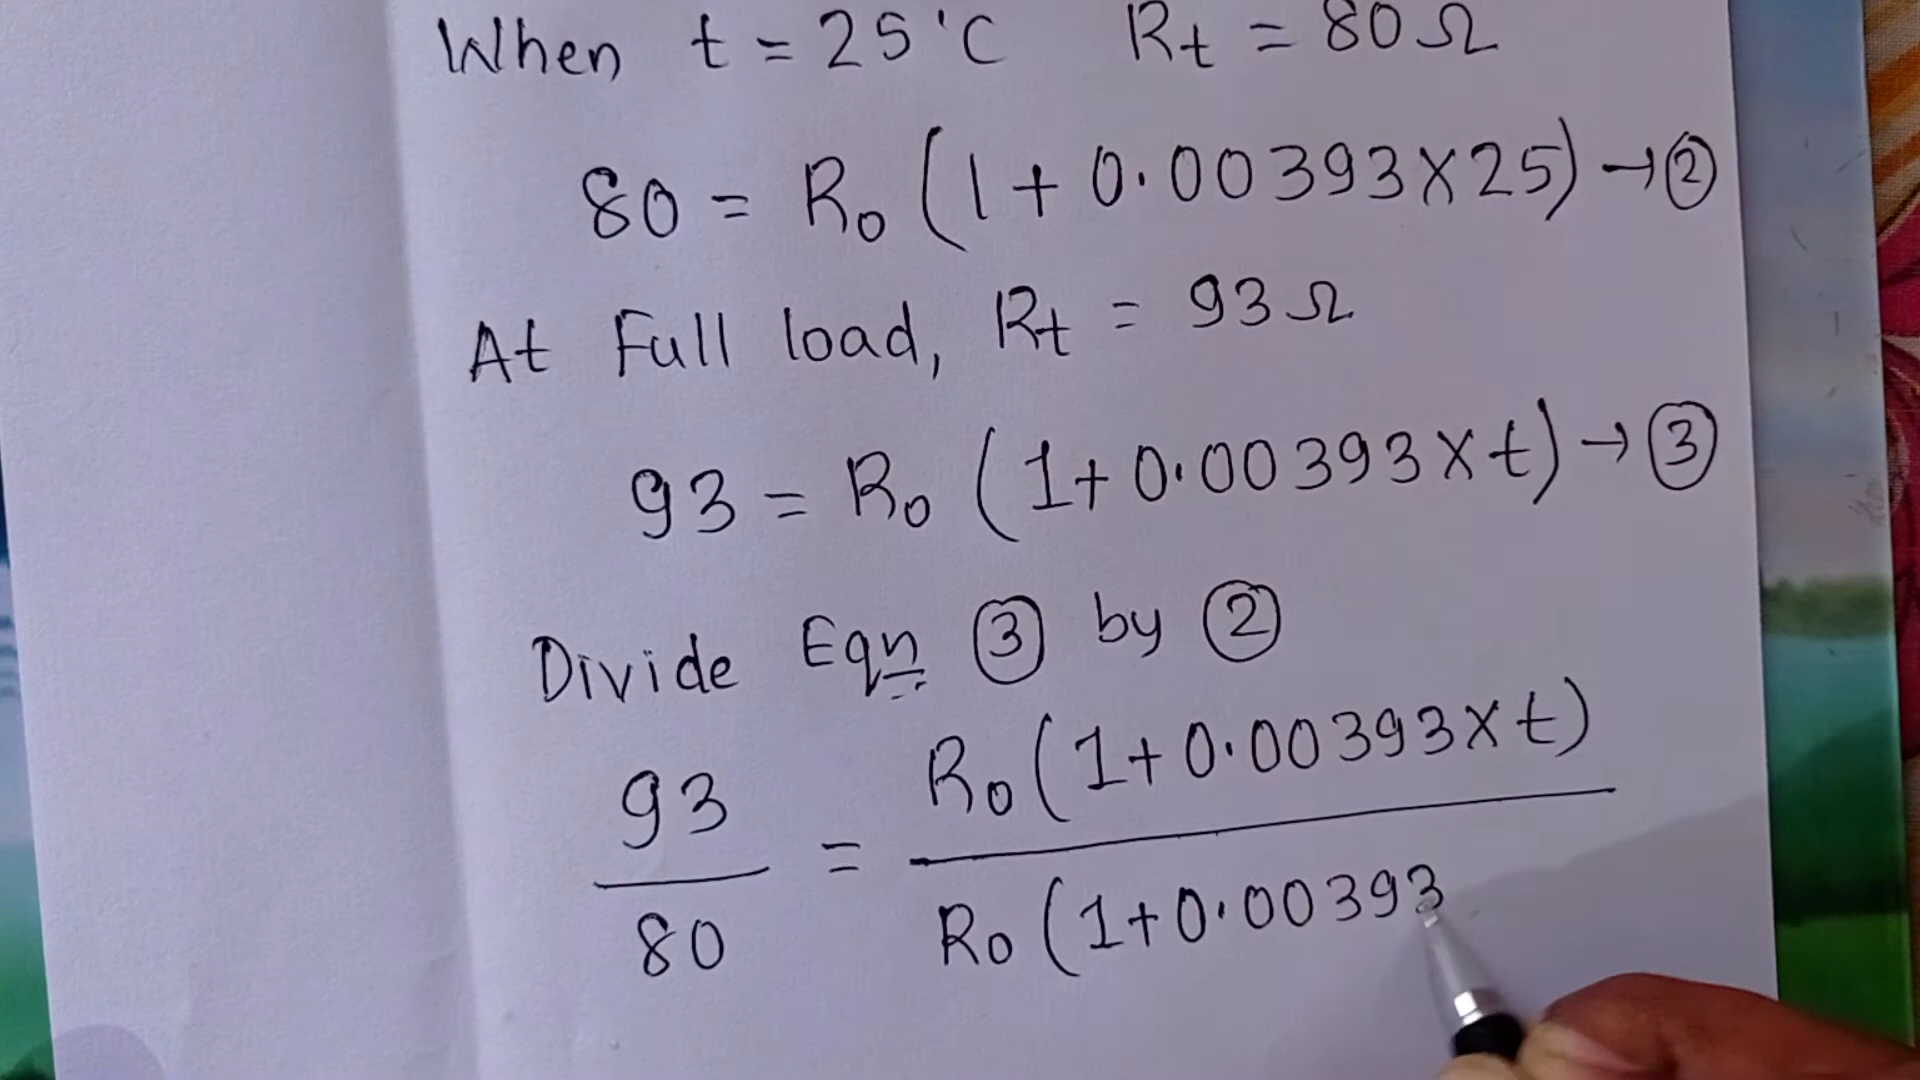 When t = 25°C Rt = 80Ω
80 = R₀ (1 + 0.00393 × 25) → ②
At Full load, Rt = 93Ω
93 = R₀ (1 + 0.00393 × t) → ③
Divide Eqn ③ by ②
93 / 80 = R₀ (1 + 0.00393 × t) / R₀ (1 + 0.00393